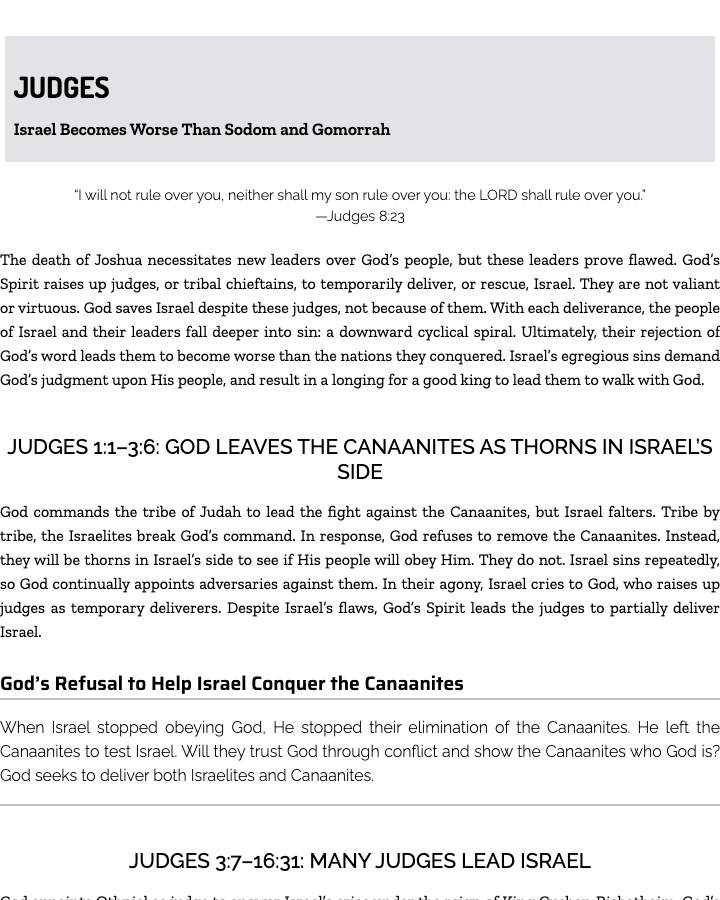 JUDGES
Israel Becomes Worse Than Sodom and Gomorrah
“I will not rule over you, neither shall my son rule over you: the LORD shall rule over you.”
—Judges 8:23
The death of Joshua necessitates new leaders over God’s people, but these leaders prove flawed. God’s
Spirit raises up judges, or tribal chieftains, to temporarily deliver, or rescue, Israel. They are not valiant
or virtuous. God saves Israel despite these judges, not because of them. With each deliverance, the people
of Israel and their leaders fall deeper into sin: a downward cyclical spiral. Ultimately, their rejection of
God’s word leads them to become worse than the nations they conquered. Israel’s egregious sins demand
God’s judgment upon His people, and result in a longing for a good king to lead them to walk with God.
JUDGES 1:1–3:6: GOD LEAVES THE CANAANITES AS THORNS IN ISRAEL’S
SIDE
God commands the tribe of Judah to lead the fight against the Canaanites, but Israel falters. Tribe by
tribe, the Israelites break God’s command. In response, God refuses to remove the Canaanites. Instead,
they will be thorns in Israel’s side to see if His people will obey Him. They do not. Israel sins repeatedly,
so God continually appoints adversaries against them. In their agony, Israel cries to God, who raises up
judges as temporary deliverers. Despite Israel’s flaws, God’s Spirit leads the judges to partially deliver
Israel.
God’s Refusal to Help Israel Conquer the Canaanites
When Israel stopped obeying God, He stopped their elimination of the Canaanites. He left the
Canaanites to test Israel. Will they trust God through conflict and show the Canaanites who God is?
God seeks to deliver both Israelites and Canaanites.
JUDGES 3:7–16:31: MANY JUDGES LEAD ISRAEL